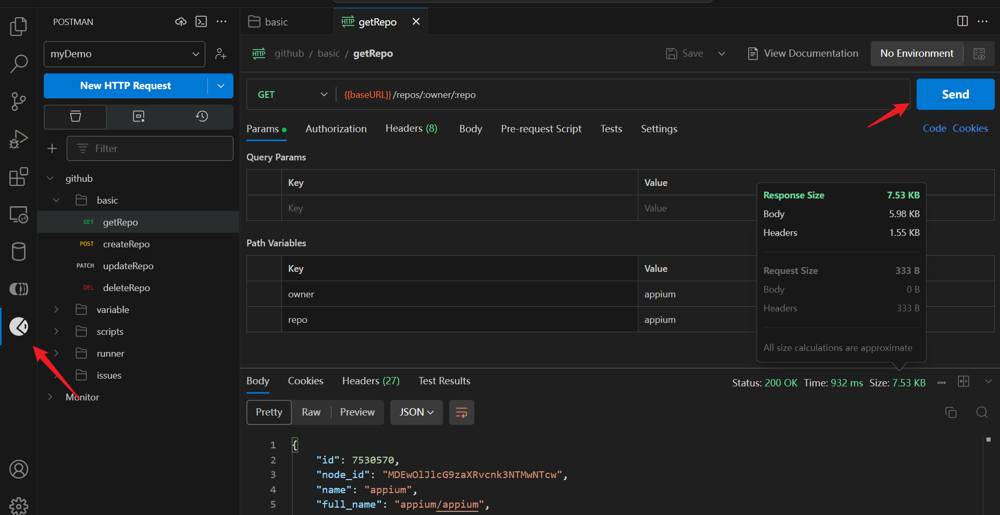 POSTMAN
myDemo
New HTTP Request
Filter
github
basic
GET getRepo
POST createRepo
PATCH updateRepo
DEL deleteRepo
variable
scripts
runner
issues
Monitor
basic
HTTP getRepo
HTTP github / basic / getRepo
Save
View Documentation
No Environment
GET {{baseURL}}/repos/:owner/:repo
Send
Params Authorization Headers (8) Body Pre-request Script Tests Settings
Code Cookies
Query Params
Key Value
Key Value
Path Variables
Key Value
owner appium
repo appium
Response Size 7.53 KB
Body 5.98 KB
Headers 1.55 KB
Request Size 333 B
Body 0 B
Headers 333 B
All size calculations are approximate
Body Cookies Headers (27) Test Results
Status: 200 OK Time: 932 ms Size: 7.53 KB
Pretty Raw Preview JSON
1 {
2 "id": 7530570,
3 "node_id": "MDEwOlJlcG9zaXRvcnk3NTMwNTcw",
4 "name": "appium",
5 "full_name": "appium/appium",